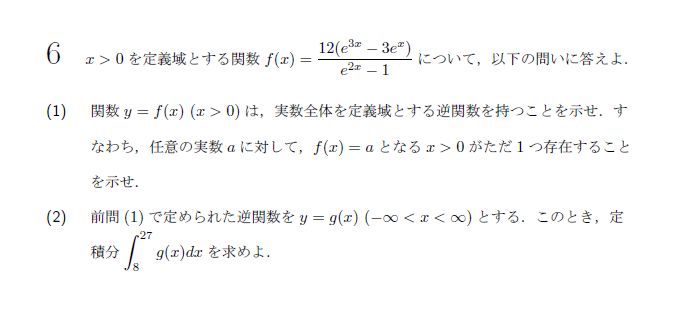 6 x > 0 を定義域とする関数 f(x) = \frac{12(e^{3x} − 3e^{x})}{e^{2x} − 1} について，以下の問いに答えよ．
(1) 関数 y = f(x) (x > 0) は，実数全体を定義域とする逆関数を持つことを示せ．す
なわち，任意の実数 a に対して，f(x) = a となる x > 0 がただ 1 つ存在すること
を示せ．
(2) 前問 (1) で定められた逆関数を y = g(x) (−∞ < x < ∞) とする．このとき，定
積分 \int_{8}^{27} g(x)dx を求めよ．